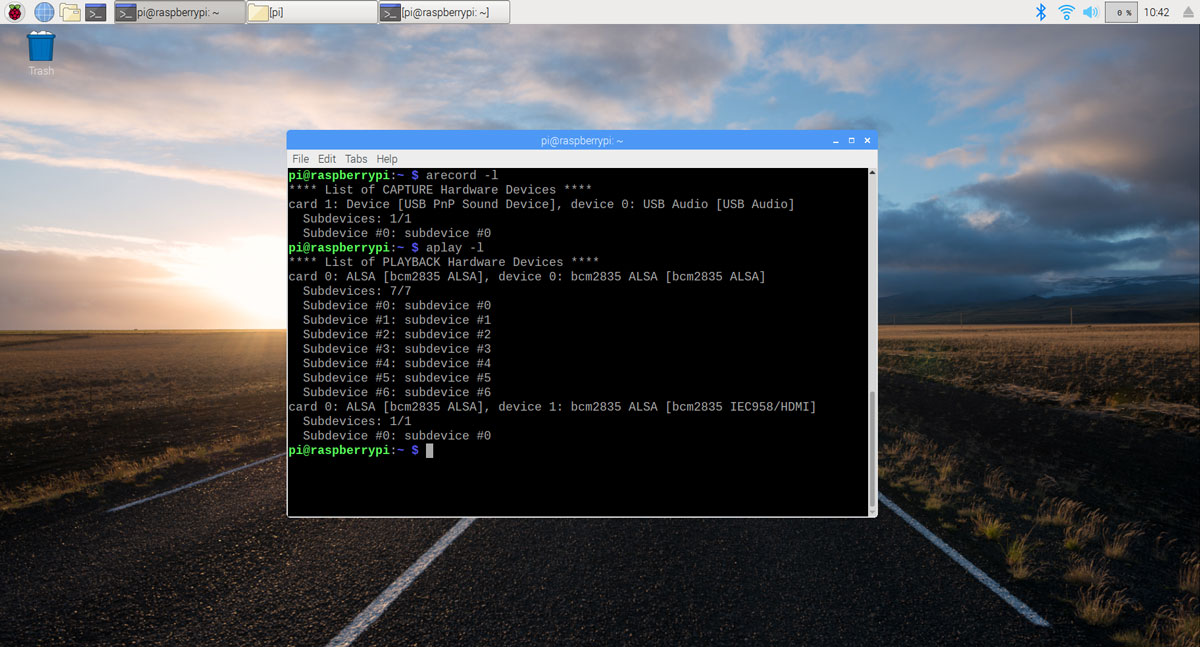 pi@raspberrypi: ~
[pi]
[pi@raspberrypi: ~]
0 %
10:42
Trash
pi@raspberrypi: ~
File Edit Tabs Help
pi@raspberrypi:~ $ arecord -l
**** List of CAPTURE Hardware Devices ****
card 1: Device [USB PnP Sound Device], device 0: USB Audio [USB Audio]
  Subdevices: 1/1
  Subdevice #0: subdevice #0
pi@raspberrypi:~ $ aplay -l
**** List of PLAYBACK Hardware Devices ****
card 0: ALSA [bcm2835 ALSA], device 0: bcm2835 ALSA [bcm2835 ALSA]
  Subdevices: 7/7
  Subdevice #0: subdevice #0
  Subdevice #1: subdevice #1
  Subdevice #2: subdevice #2
  Subdevice #3: subdevice #3
  Subdevice #4: subdevice #4
  Subdevice #5: subdevice #5
  Subdevice #6: subdevice #6
card 0: ALSA [bcm2835 ALSA], device 1: bcm2835 ALSA [bcm2835 IEC958/HDMI]
  Subdevices: 1/1
  Subdevice #0: subdevice #0
pi@raspberrypi:~ $